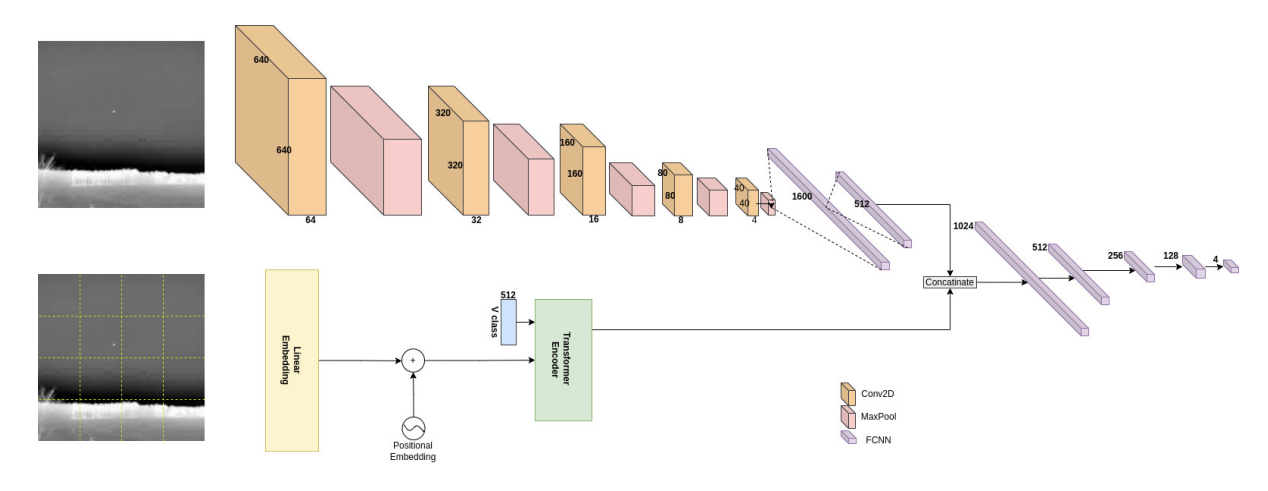 640
640
64
320
320
32
160
160
16
80
80
8
40
40
4
1600
512
1024
512
256
128
4
Concatenate
Linear
Embedding
+
Positional
Embedding
512
V class
Transformer
Encoder
Conv2D
MaxPool
FCNN